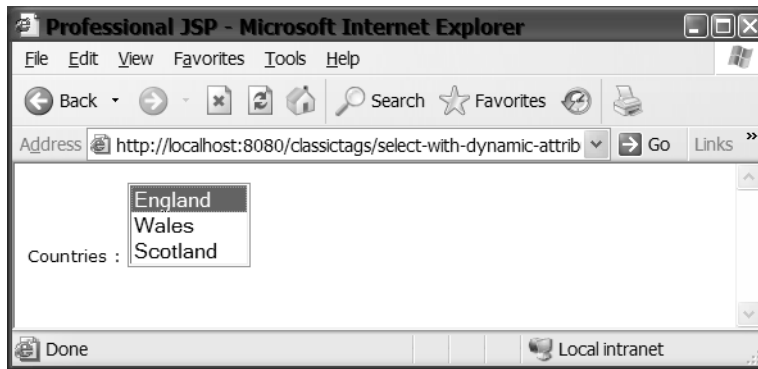 Professional JSP - Microsoft Internet Explorer
File Edit View Favorites Tools Help
Back Search Favorites
Address http://localhost:8080/classictags/select-with-dynamic-attrib Go Links »
England
Wales
Countries : Scotland
Done Local intranet